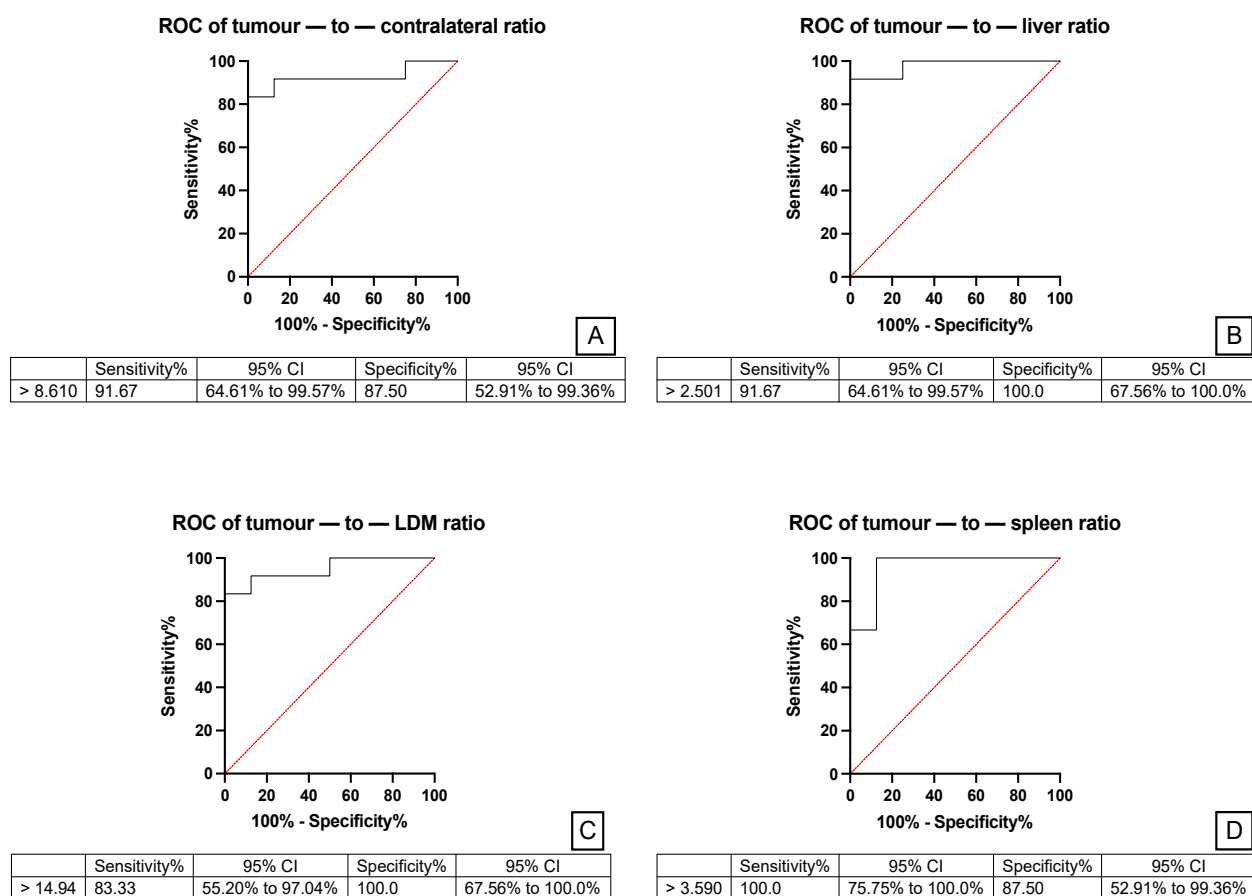 ROC of tumour — to — contralateral ratio
100
80
60
40
20
0
Sensitivity%
0 20 40 60 80 100
100% - Specificity%
A
Sensitivity% 95% CI Specificity% 95% CI
> 8.610 91.67 64.61% to 99.57% 87.50 52.91% to 99.36%
ROC of tumour — to — liver ratio
100
80
60
40
20
0
Sensitivity%
0 20 40 60 80 100
100% - Specificity%
B
Sensitivity% 95% CI Specificity% 95% CI
> 2.501 91.67 64.61% to 99.57% 100.0 67.56% to 100.0%
ROC of tumour — to — LDM ratio
100
80
60
40
20
0
Sensitivity%
0 20 40 60 80 100
100% - Specificity%
C
Sensitivity% 95% CI Specificity% 95% CI
> 14.94 83.33 55.20% to 97.04% 100.0 67.56% to 100.0%
ROC of tumour — to — spleen ratio
100
80
60
40
20
0
Sensitivity%
0 20 40 60 80 100
100% - Specificity%
D
Sensitivity% 95% CI Specificity% 95% CI
> 3.590 100.0 75.75% to 100.0% 87.50 52.91% to 99.36%